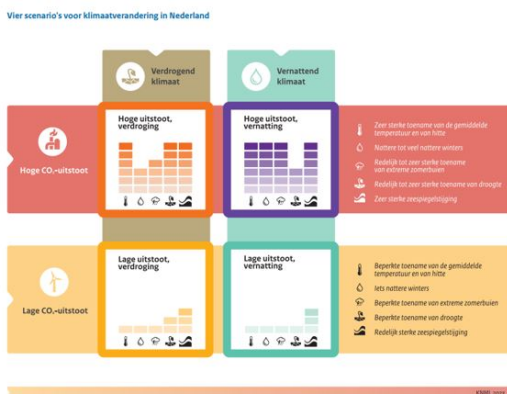 Vier scenario's voor klimaatverandering in Nederland
Verdrogend
klimaat
Vernattend
klimaat
Hoge CO₂-uitstoot
Hoge uitstoot,
verdroging
Hoge uitstoot,
vernatting
Zeer sterke toename van de gemiddelde
temperatuur en van hitte
Nattere tot veel nattere winters
Redelijk tot zeer sterke toename
van extreme zomerbuien
Redelijk tot zeer sterke toename van droogte
Zeer sterke zeespiegelstijging
Lage CO₂-uitstoot
Lage uitstoot,
verdroging
Lage uitstoot,
vernatting
Beperkte toename van de gemiddelde
temperatuur en van hitte
Iets nattere winters
Beperkte toename van extreme zomerbuien
Beperkte toename van droogte
Redelijk sterke zeespiegelstijging